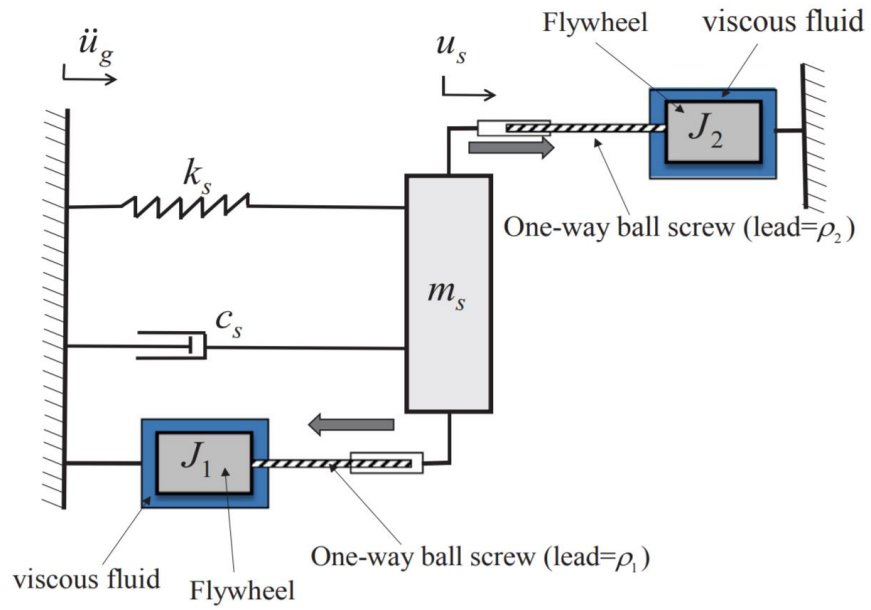 Flywheel
viscous fluid
ü_g
u_s
J_2
k_s
One-way ball screw (lead=ρ_2)
m_s
c_s
J_1
One-way ball screw (lead=ρ_1)
viscous fluid
Flywheel